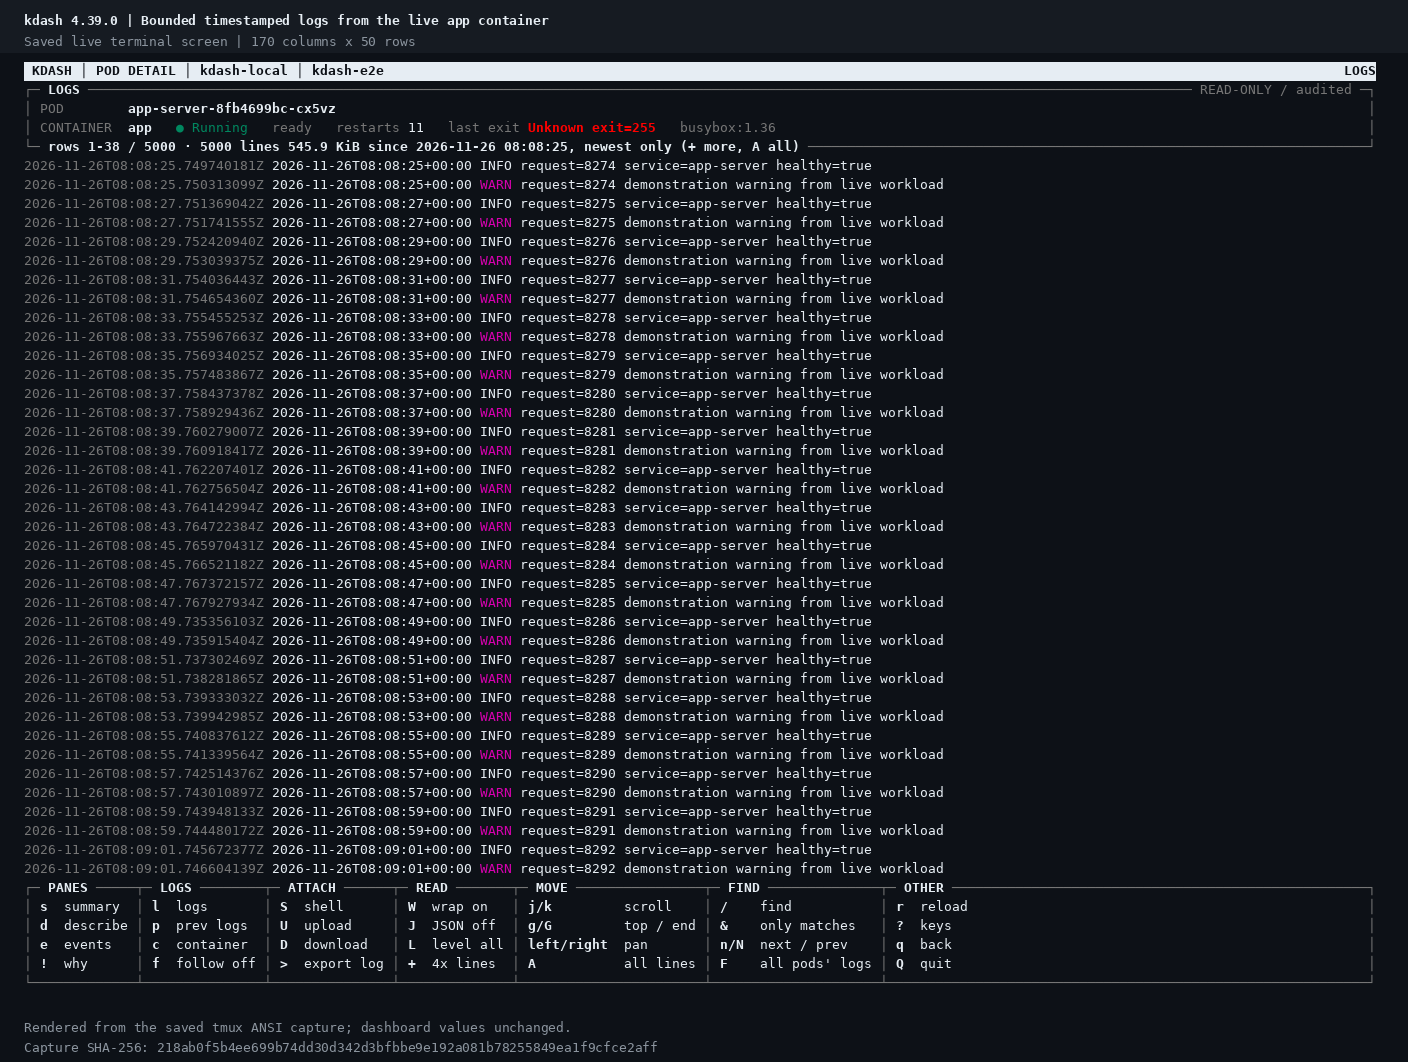 kdash 4.39.0 | Bounded timestamped logs from the live app container
Saved live terminal screen | 170 columns x 50 rows
KDASH │ POD DETAIL │ kdash-local │ kdash-e2e LOGS
LOGS READ-ONLY / audited
POD app-server-8fb4699bc-cx5vz
CONTAINER app ● Running ready restarts 11 last exit Unknown exit=255 busybox:1.36
rows 1-38 / 5000 · 5000 lines 545.9 KiB since 2026-11-26 08:08:25, newest only (+ more, A all)
2026-11-26T08:08:25.749740181Z 2026-11-26T08:08:25+00:00 INFO request=8274 service=app-server healthy=true
2026-11-26T08:08:25.750313099Z 2026-11-26T08:08:25+00:00 WARN request=8274 demonstration warning from live workload
2026-11-26T08:08:27.751369042Z 2026-11-26T08:08:27+00:00 INFO request=8275 service=app-server healthy=true
2026-11-26T08:08:27.751741555Z 2026-11-26T08:08:27+00:00 WARN request=8275 demonstration warning from live workload
2026-11-26T08:08:29.752420940Z 2026-11-26T08:08:29+00:00 INFO request=8276 service=app-server healthy=true
2026-11-26T08:08:29.753039375Z 2026-11-26T08:08:29+00:00 WARN request=8276 demonstration warning from live workload
2026-11-26T08:08:31.754036443Z 2026-11-26T08:08:31+00:00 INFO request=8277 service=app-server healthy=true
2026-11-26T08:08:31.754654360Z 2026-11-26T08:08:31+00:00 WARN request=8277 demonstration warning from live workload
2026-11-26T08:08:33.755455253Z 2026-11-26T08:08:33+00:00 INFO request=8278 service=app-server healthy=true
2026-11-26T08:08:33.755967663Z 2026-11-26T08:08:33+00:00 WARN request=8278 demonstration warning from live workload
2026-11-26T08:08:35.756934025Z 2026-11-26T08:08:35+00:00 INFO request=8279 service=app-server healthy=true
2026-11-26T08:08:35.757483867Z 2026-11-26T08:08:35+00:00 WARN request=8279 demonstration warning from live workload
2026-11-26T08:08:37.758437378Z 2026-11-26T08:08:37+00:00 INFO request=8280 service=app-server healthy=true
2026-11-26T08:08:37.758929436Z 2026-11-26T08:08:37+00:00 WARN request=8280 demonstration warning from live workload
2026-11-26T08:08:39.760279007Z 2026-11-26T08:08:39+00:00 INFO request=8281 service=app-server healthy=true
2026-11-26T08:08:39.760918417Z 2026-11-26T08:08:39+00:00 WARN request=8281 demonstration warning from live workload
2026-11-26T08:08:41.762207401Z 2026-11-26T08:08:41+00:00 INFO request=8282 service=app-server healthy=true
2026-11-26T08:08:41.762756504Z 2026-11-26T08:08:41+00:00 WARN request=8282 demonstration warning from live workload
2026-11-26T08:08:43.764142994Z 2026-11-26T08:08:43+00:00 INFO request=8283 service=app-server healthy=true
2026-11-26T08:08:43.764722384Z 2026-11-26T08:08:43+00:00 WARN request=8283 demonstration warning from live workload
2026-11-26T08:08:45.765970431Z 2026-11-26T08:08:45+00:00 INFO request=8284 service=app-server healthy=true
2026-11-26T08:08:45.766521182Z 2026-11-26T08:08:45+00:00 WARN request=8284 demonstration warning from live workload
2026-11-26T08:08:47.767372157Z 2026-11-26T08:08:47+00:00 INFO request=8285 service=app-server healthy=true
2026-11-26T08:08:47.767927934Z 2026-11-26T08:08:47+00:00 WARN request=8285 demonstration warning from live workload
2026-11-26T08:08:49.735356103Z 2026-11-26T08:08:49+00:00 INFO request=8286 service=app-server healthy=true
2026-11-26T08:08:49.735915404Z 2026-11-26T08:08:49+00:00 WARN request=8286 demonstration warning from live workload
2026-11-26T08:08:51.737302469Z 2026-11-26T08:08:51+00:00 INFO request=8287 service=app-server healthy=true
2026-11-26T08:08:51.738281865Z 2026-11-26T08:08:51+00:00 WARN request=8287 demonstration warning from live workload
2026-11-26T08:08:53.739333032Z 2026-11-26T08:08:53+00:00 INFO request=8288 service=app-server healthy=true
2026-11-26T08:08:53.739942985Z 2026-11-26T08:08:53+00:00 WARN request=8288 demonstration warning from live workload
2026-11-26T08:08:55.740837612Z 2026-11-26T08:08:55+00:00 INFO request=8289 service=app-server healthy=true
2026-11-26T08:08:55.741339564Z 2026-11-26T08:08:55+00:00 WARN request=8289 demonstration warning from live workload
2026-11-26T08:08:57.742514376Z 2026-11-26T08:08:57+00:00 INFO request=8290 service=app-server healthy=true
2026-11-26T08:08:57.743010897Z 2026-11-26T08:08:57+00:00 WARN request=8290 demonstration warning from live workload
2026-11-26T08:08:59.743948133Z 2026-11-26T08:08:59+00:00 INFO request=8291 service=app-server healthy=true
2026-11-26T08:08:59.744480172Z 2026-11-26T08:08:59+00:00 WARN request=8291 demonstration warning from live workload
2026-11-26T08:09:01.745672377Z 2026-11-26T08:09:01+00:00 INFO request=8292 service=app-server healthy=true
2026-11-26T08:09:01.746604139Z 2026-11-26T08:09:01+00:00 WARN request=8292 demonstration warning from live workload
PANES LOGS ATTACH READ MOVE FIND OTHER
s summary │ l logs │ S shell │ W wrap on │ j/k scroll │ / find │ r reload
d describe │ p prev logs │ U upload │ J JSON off │ g/G top / end │ & only matches │ ? keys
e events │ c container │ D download │ L level all │ left/right pan │ n/N next / prev │ q back
! why │ f follow off │ > export log │ + 4x lines │ A all lines │ F all pods' logs │ Q quit
Rendered from the saved tmux ANSI capture; dashboard values unchanged.
Capture SHA-256: 218ab0f5b4ee699b74dd30d342d3bfbbe9e192a081b78255849ea1f9cfce2aff